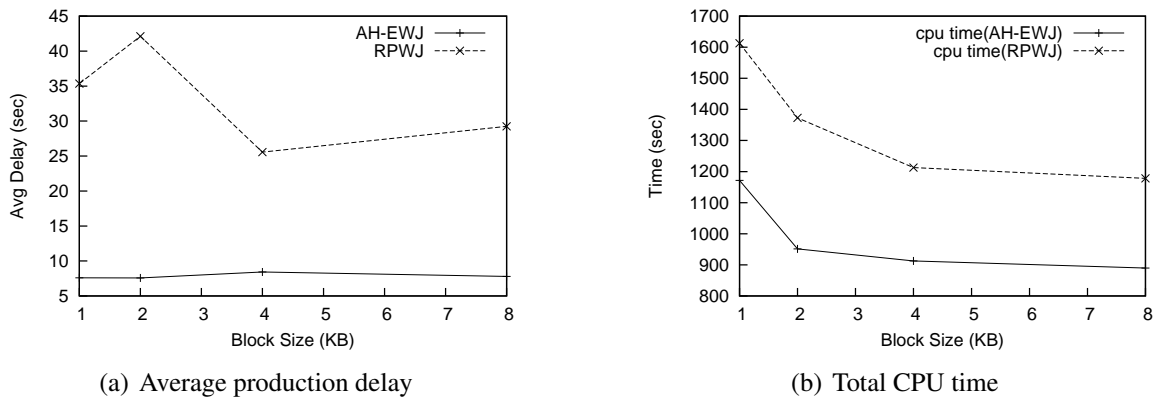 45
40
35
30
25
20
15
10
5
1 2 3 4 5 6 7 8
Avg Delay (sec)
Block Size (KB)
AH-EWJ
RPWJ
(a) Average production delay
1700
1600
1500
1400
1300
1200
1100
1000
900
800
1 2 3 4 5 6 7 8
Time (sec)
Block Size (KB)
cpu time(AH-EWJ)
cpu time(RPWJ)
(b) Total CPU time